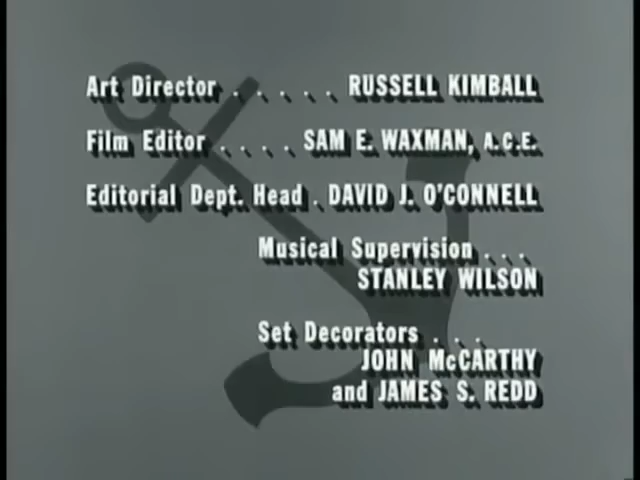 Art Director . . . . . RUSSELL KIMBALL
Film Editor . . . . SAM E. WAXMAN, A.C.E.
Editorial Dept. Head . DAVID J. O'CONNELL
Musical Supervision . . .
STANLEY WILSON
Set Decorators . . .
JOHN McCARTHY
and JAMES S. REDD